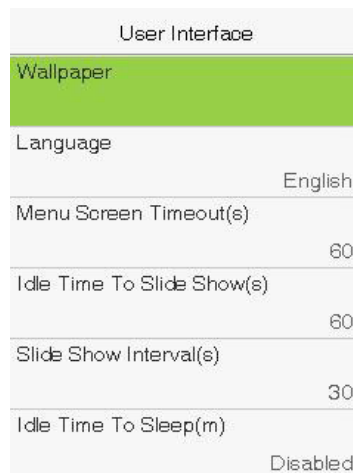 User Interface
Wallpaper
Language
English
Menu Screen Timeout(s)
60
Idle Time To Slide Show(s)
60
Slide Show Interval(s)
30
Idle Time To Sleep(m)
Disabled